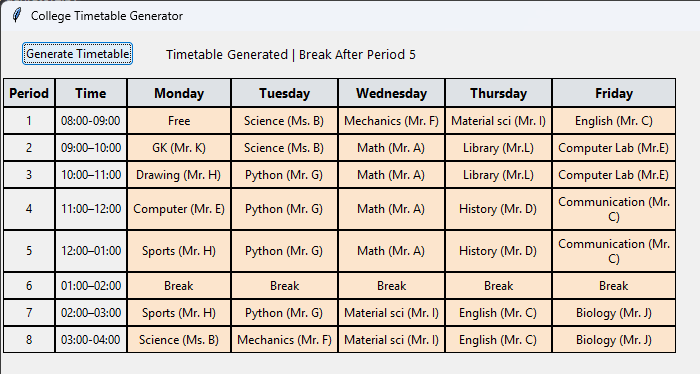 College Timetable Generator
Generate Timetable Timetable Generated | Break After Period 5
Period Time Monday Tuesday Wednesday Thursday Friday
1 08:00-09:00 Free Science (Ms. B) Mechanics (Mr. F) Material sci (Mr. I) English (Mr. C)
2 09:00–10:00 GK (Mr. K) Science (Ms. B) Math (Mr. A) Library (Mr.L) Computer Lab (Mr.E)
3 10:00–11:00 Drawing (Mr. H) Python (Mr. G) Math (Mr. A) Library (Mr.L) Computer Lab (Mr.E)
4 11:00–12:00 Computer (Mr. E) Python (Mr. G) Math (Mr. A) History (Mr. D) Communication (Mr.
C)
5 12:00–01:00 Sports (Mr. H) Python (Mr. G) Math (Mr. A) History (Mr. D) Communication (Mr.
C)
6 01:00–02:00 Break Break Break Break Break
7 02:00–03:00 Sports (Mr. H) Python (Mr. G) Material sci (Mr. I) English (Mr. C) Biology (Mr. J)
8 03:00-04:00 Science (Ms. B) Mechanics (Mr. F) Material sci (Mr. I) English (Mr. C) Biology (Mr. J)